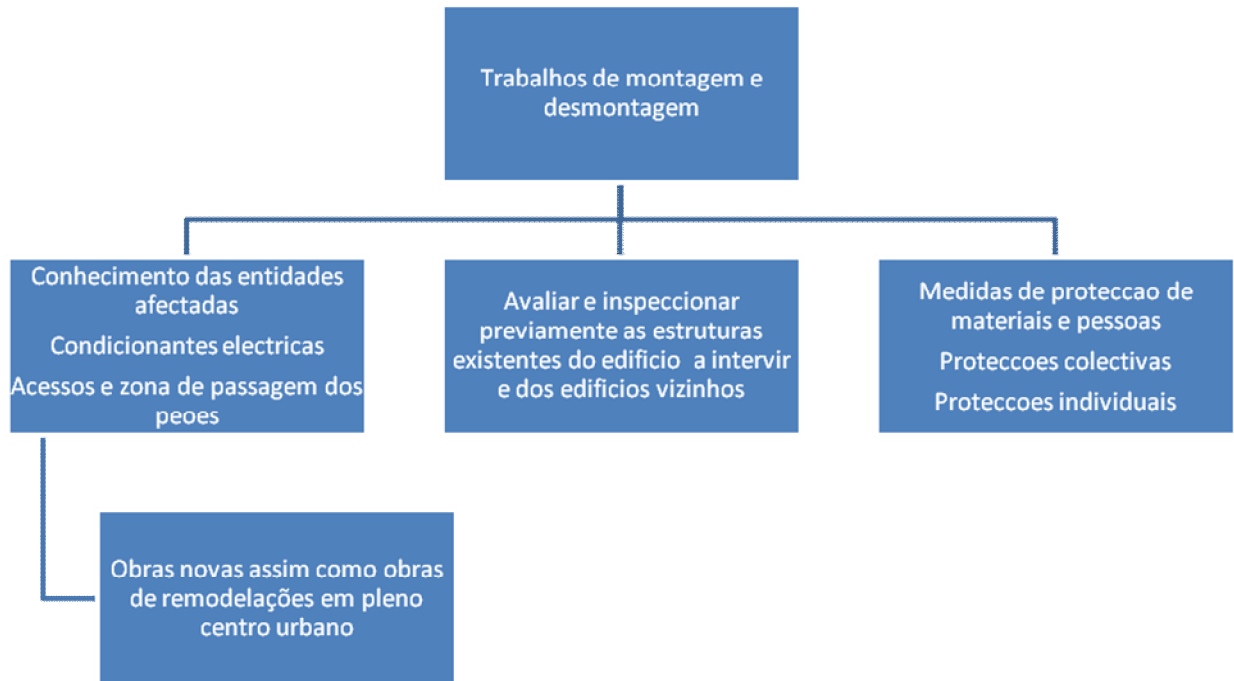 Trabalhos de montagem e
desmontagem
Conhecimento das entidades
afectadas
Condicionantes electricas
Acessos e zona de passagem dos
peoes
Avaliar e inspeccionar
previamente as estruturas
existentes do edificio a intervir
e dos edificios vizinhos
Medidas de proteccao de
materiais e pessoas
Proteccoes colectivas
Proteccoes individuais
Obras novas assim como obras
de remodelações em pleno
centro urbano